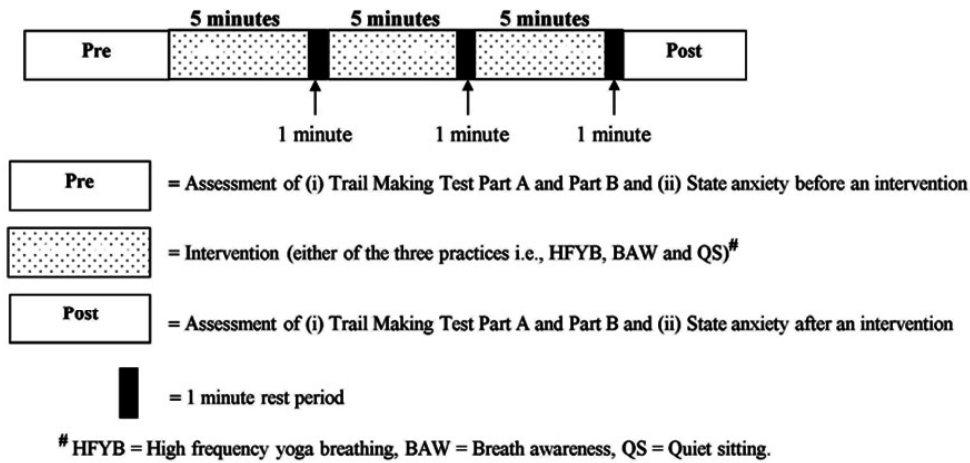 5 minutes 5 minutes 5 minutes
Pre Post
1 minute 1 minute 1 minute
Pre = Assessment of (i) Trail Making Test Part A and Part B and (ii) State anxiety before an intervention
= Intervention (either of the three practices i.e., HFYB, BAW and QS)#
Post = Assessment of (i) Trail Making Test Part A and Part B and (ii) State anxiety after an intervention
= 1 minute rest period
# HFYB = High frequency yoga breathing, BAW = Breath awareness, QS = Quiet sitting.